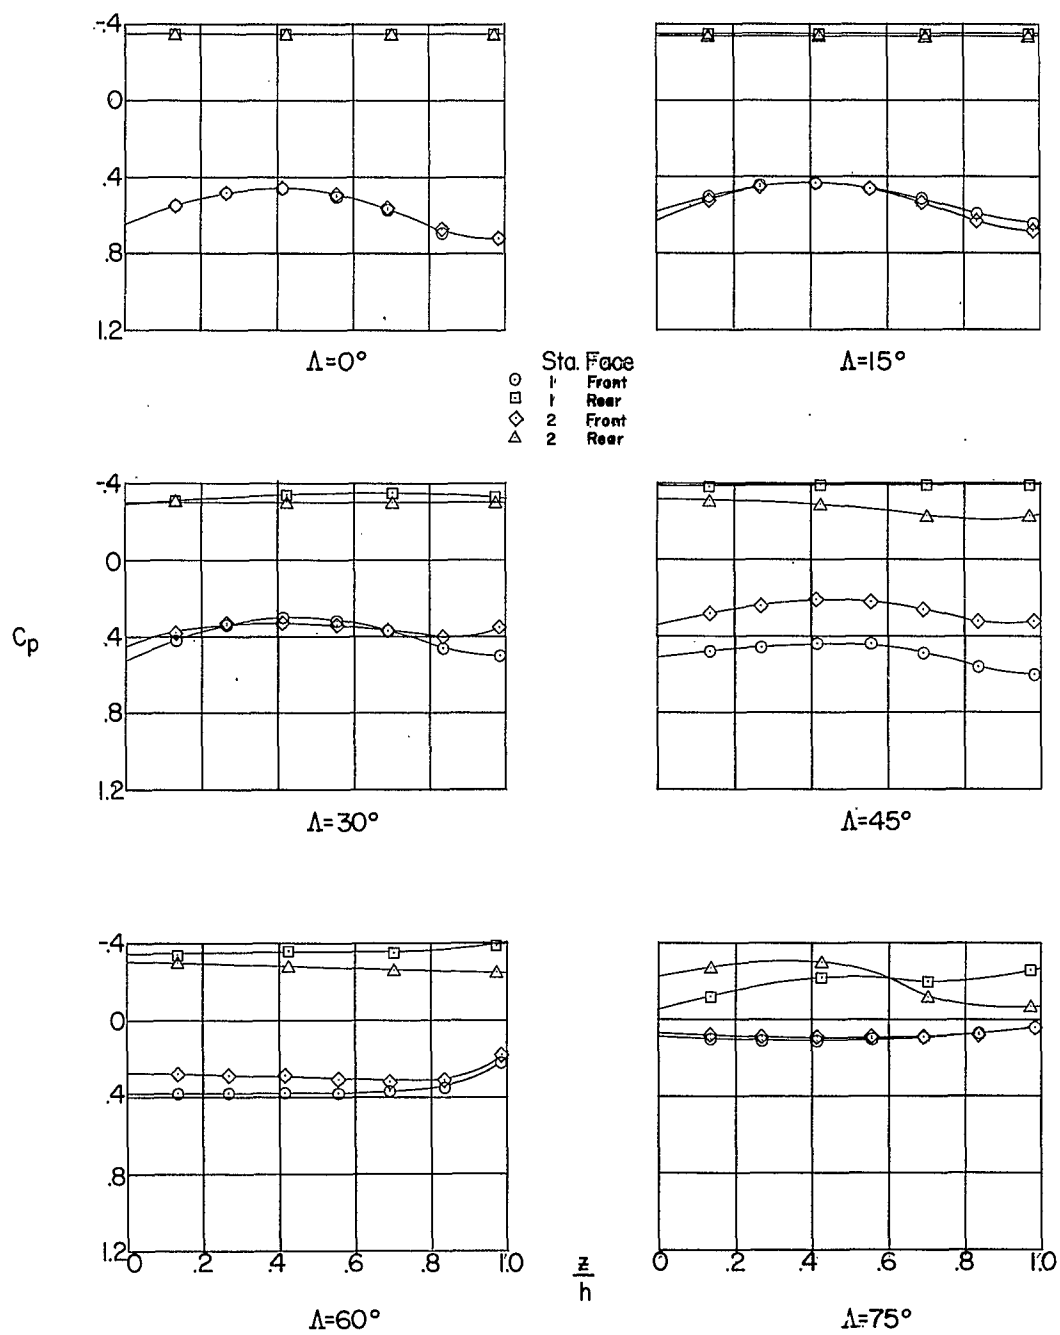 -.4
0
.4
.8
1.2
Λ=0°
Λ=15°
Sta. Face
1 Front
1 Rear
2 Front
2 Rear
-.4
0
.4
.8
1.2
Cp
Λ=30°
Λ=45°
-.4
0
.4
.8
1.2
0 .2 .4 .6 .8 1.0
0 .2 .4 .6 .8 1.0
z
h
Λ=60°
Λ=75°